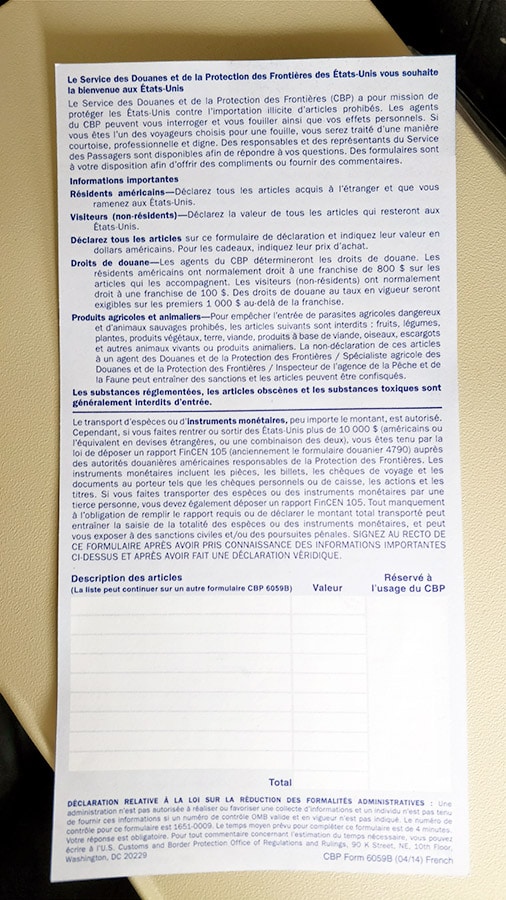 Le Service des Douanes et de la Protection des Frontières des États-Unis vous souhaite
la bienvenue aux États-Unis
Le Service des Douanes et de la Protection des Frontières (CBP) a pour mission de
protéger les États-Unis contre l'importation illicite d'articles prohibés. Les agents
du CBP peuvent vous interroger et vous fouiller ainsi que vos effets personnels. Si
vous êtes l'un des voyageurs choisis pour une fouille, vous serez traité d'une manière
courtoise, professionnelle et digne. Des responsables et des représentants du Service
des Passagers sont disponibles afin de répondre à vos questions. Des formulaires sont
à votre disposition afin d'offrir des compliments ou fournir des commentaires.
Informations importantes
Résidents américains—Déclarez tous les articles acquis à l'étranger et que vous
ramenez aux États-Unis.
Visiteurs (non-résidents)—Déclarez la valeur de tous les articles qui resteront aux
États-Unis.
Déclarez tous les articles sur ce formulaire de déclaration et indiquez leur valeur en
dollars américains. Pour les cadeaux, indiquez leur prix d'achat.
Droits de douane—Les agents du CBP détermineront les droits de douane. Les
résidents américains ont normalement droit à une franchise de 800 $ sur les
articles qui les accompagnent. Les visiteurs (non-résidents) ont normalement
droit à une franchise de 100 $. Des droits de douane au taux en vigueur seront
exigibles sur les premiers 1 000 $ au-delà de la franchise.
Produits agricoles et animaliers—Pour empêcher l'entrée de parasites agricoles dangereux
et d'animaux sauvages prohibés, les articles suivants sont interdits : fruits, légumes,
plantes, produits végétaux, terre, viande, produits à base de viande, oiseaux, escargots
et autres animaux vivants ou produits animaliers. La non-déclaration de ces articles
à un agent des Douanes et de la Protection des Frontières / Spécialiste agricole des
Douanes et de la Protection des Frontières / Inspecteur de l'agence de la Pêche et de
la Faune peut entraîner des sanctions et les articles peuvent être confisqués.
Les substances réglementées, les articles obscènes et les substances toxiques sont
généralement interdits d'entrée.
Le transport d'espèces ou d'instruments monétaires, peu importe le montant, est autorisé.
Cependant, si vous faites rentrer ou sortir des États-Unis plus de 10 000 $ (américains ou
l'équivalent en devises étrangères, ou une combinaison des deux), vous êtes tenu par la
loi de déposer un rapport FinCEN 105 (anciennement le formulaire douanier 4790) auprès
des autorités douanières américaines responsables de la Protection des Frontières. Les
instruments monétaires incluent les pièces, les billets, les chèques de voyage et les
documents au porteur tels que les chèques personnels ou de caisse, les actions et les
titres. Si vous faites transporter des espèces ou des instruments monétaires par une
tierce personne, vous devez également déposer un rapport FinCEN 105. Tout manquement
à l'obligation de remplir le rapport requis ou de déclarer le montant total transporté peut
entraîner la saisie de la totalité des espèces ou des instruments monétaires, et peut
vous exposer à des sanctions civiles et/ou des poursuites pénales. SIGNEZ AU RECTO DE
CE FORMULAIRE APRÈS AVOIR PRIS CONNAISSANCE DES INFORMATIONS IMPORTANTES
CI-DESSUS ET APRÈS AVOIR FAIT UNE DÉCLARATION VÉRIDIQUE.
Description des articles
(La liste peut continuer sur un autre formulaire CBP 6059B)
Valeur
Réservé à
l'usage du CBP
Total
DÉCLARATION RELATIVE À LA LOI SUR LA RÉDUCTION DES FORMALITÉS ADMINISTRATIVES : Une
administration n'est pas autorisée à réaliser ou favoriser une collecte d'informations et un individu n'est pas tenu
de fournir ces informations si un numéro de contrôle OMB valide et en vigueur n'est pas indiqué. Le numéro de
contrôle pour ce formulaire est 1651-0009. Le temps moyen prévu pour compléter ce formulaire est de 4 minutes.
Votre réponse est obligatoire. Pour tout commentaire concernant l'estimation du temps nécessaire, vous pouvez
écrire à l'U.S. Customs and Border Protection Office of Regulations and Rulings, 90 K Street, NE, 10th Floor,
Washington, DC 20229
CBP Form 6059B (04/14) French